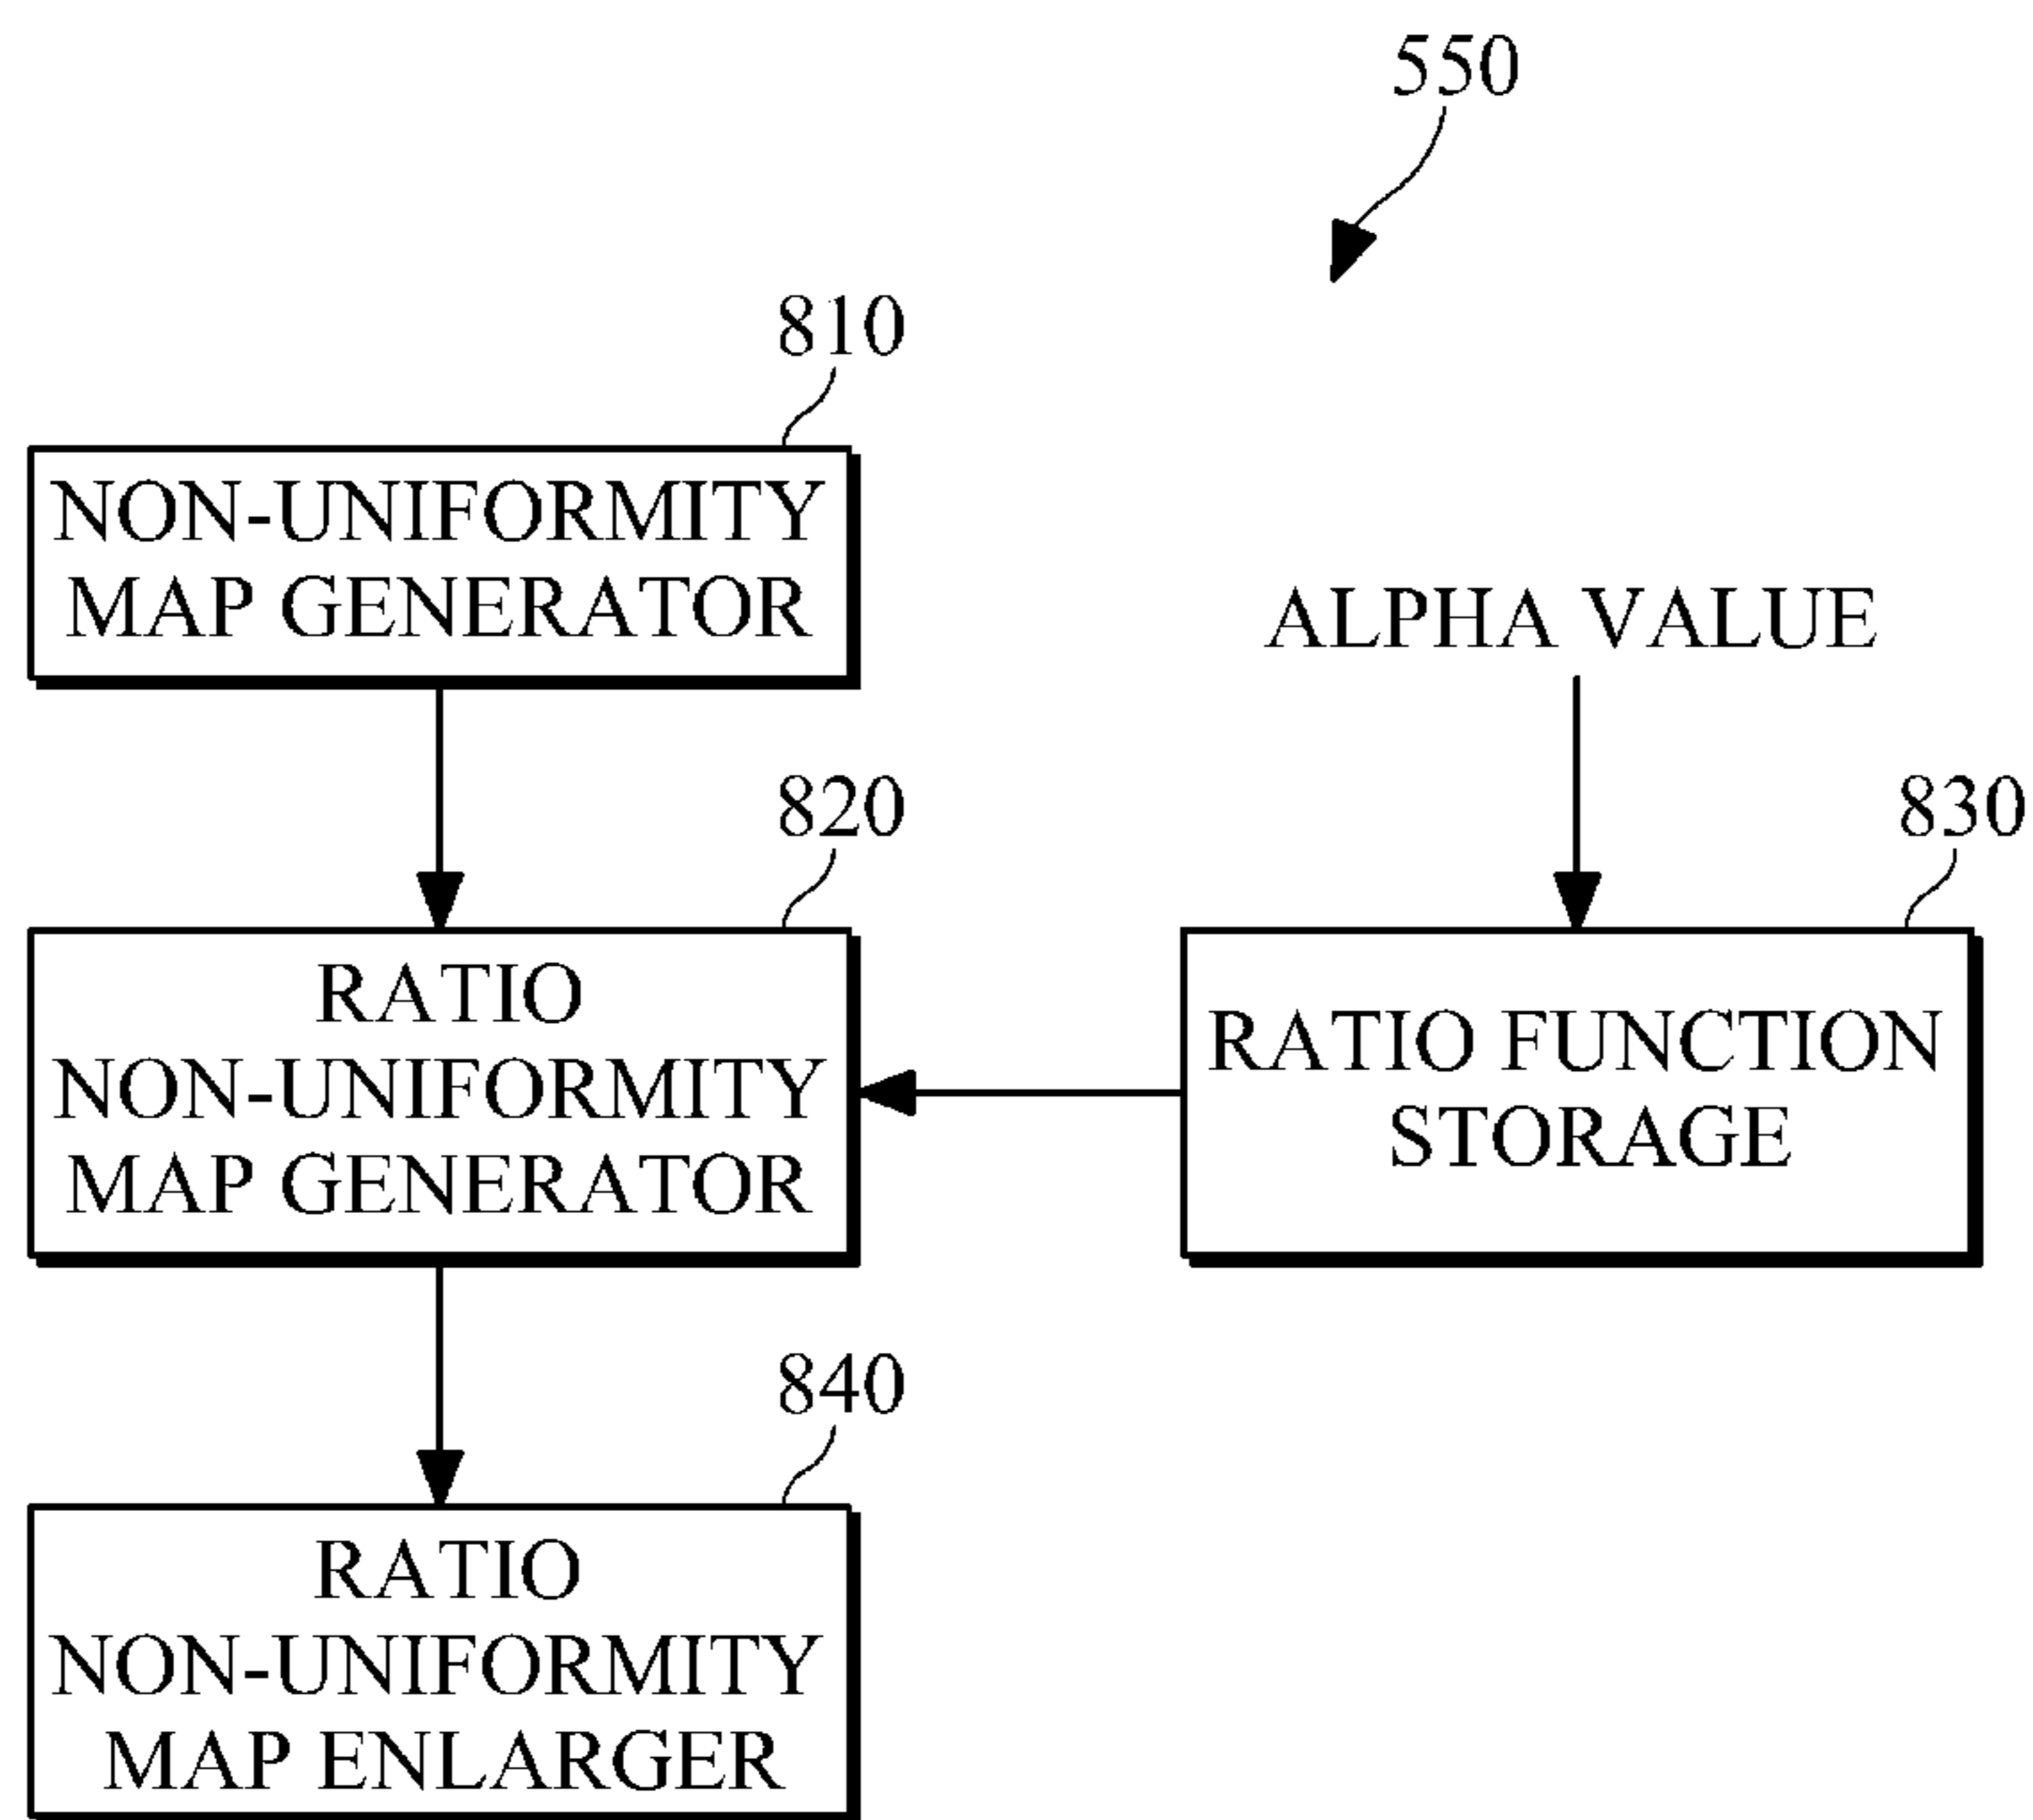 550
810
NON-UNIFORMITY
MAP GENERATOR
ALPHA VALUE
820
RATIO
NON-UNIFORMITY
MAP GENERATOR
830
RATIO FUNCTION
STORAGE
840
RATIO
NON-UNIFORMITY
MAP ENLARGER